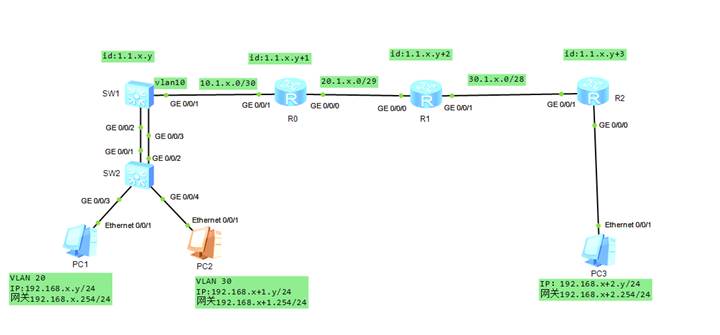 id:1.1.x.y
id:1.1.x.y+1
id:1.1.x.y+2
id:1.1.x.y+3
vlan10
10.1.x.0/30
20.1.x.0/29
30.1.x.0/28
SW1
GE 0/0/1
GE 0/0/1
GE 0/0/0
GE 0/0/0
GE 0/0/1
GE 0/0/1
R2
R0
R1
GE 0/0/2
GE 0/0/3
GE 0/0/0
GE 0/0/1
GE 0/0/2
SW2
GE 0/0/3
GE 0/0/4
Ethernet 0/0/1
Ethernet 0/0/1
Ethernet 0/0/1
PC1
PC2
PC3
VLAN 20
IP:192.168.x.y/24
网关192.168.x.254/24
VLAN 30
IP:192.168.x+1.y/24
网关192.168.x+1.254/24
IP: 192.168.x+2.y/24
网关192.168.x+2.254/24